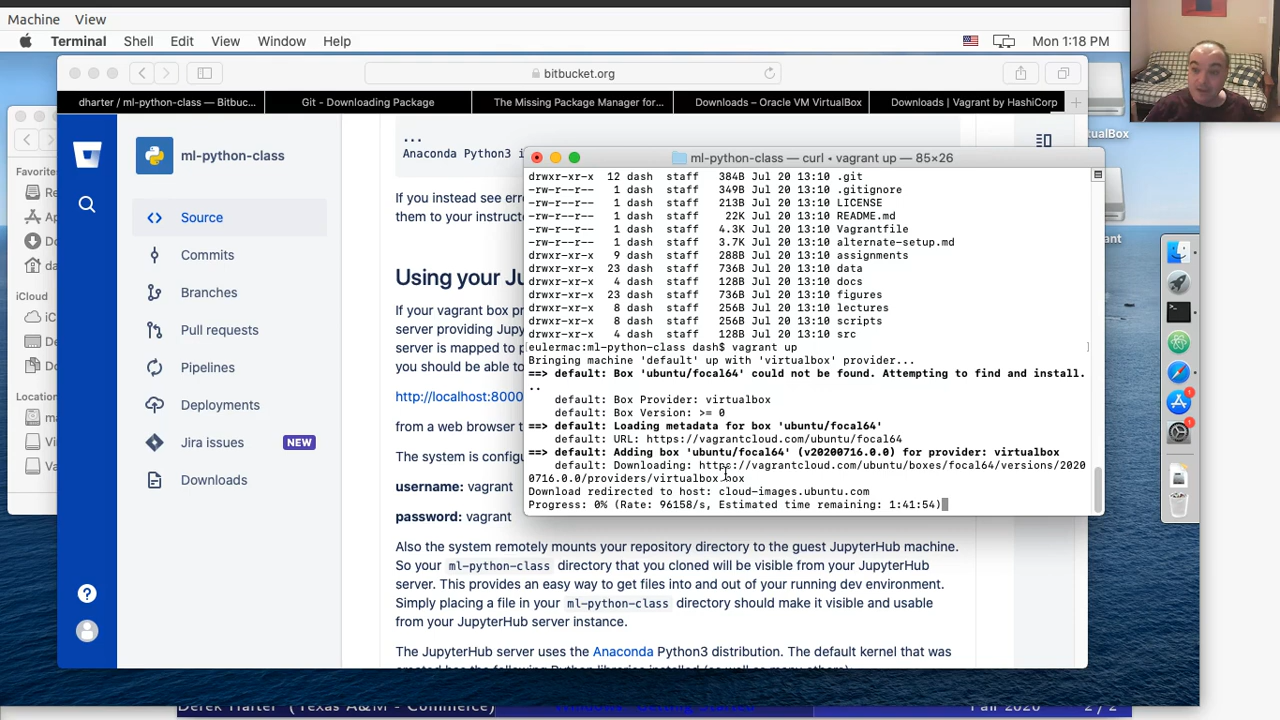 Machine View
Terminal Shell Edit View Window Help
Mon 1:18 PM
bitbucket.org
dharter / ml-python-class — Bitbuc...
Git - Downloading Package
The Missing Package Manager for...
Downloads – Oracle VM VirtualBox
Downloads | Vagrant by HashiCorp
ml-python-class
Source
Commits
Branches
Pull requests
Pipelines
Deployments
Jira issues NEW
Favorites
iCloud
...
Anaconda Python3 i
If you instead see erro
them to your instructo
Using your Ju
If your vagrant box pr
server providing Jupy
server is mapped to p
you should be able to
http://localhost:8000
from a web browser t
The system is configu
username: vagrant
password: vagrant
Also the system remotely mounts your repository directory to the guest JupyterHub machine.
So your ml-python-class directory that you cloned will be visible from your JupyterHub
server. This provides an easy way to get files into and out of your running dev environment.
Simply placing a file in your ml-python-class directory should make it visible and usable
from your JupyterHub server instance.
The JupyterHub server uses the Anaconda Python3 distribution. The default kernel that was
ml-python-class — curl ◂ vagrant up — 85×26
drwxr-xr-x 12 dash staff 384B Jul 20 13:10 .git
-rw-r--r-- 1 dash staff 349B Jul 20 13:10 .gitignore
-rw-r--r-- 1 dash staff 213B Jul 20 13:10 LICENSE
-rw-r--r-- 1 dash staff 22K Jul 20 13:10 README.md
-rw-r--r-- 1 dash staff 4.3K Jul 20 13:10 Vagrantfile
-rw-r--r-- 1 dash staff 3.7K Jul 20 13:10 alternate-setup.md
drwxr-xr-x 9 dash staff 288B Jul 20 13:10 assignments
drwxr-xr-x 23 dash staff 736B Jul 20 13:10 data
drwxr-xr-x 4 dash staff 128B Jul 20 13:10 docs
drwxr-xr-x 23 dash staff 736B Jul 20 13:10 figures
drwxr-xr-x 8 dash staff 256B Jul 20 13:10 lectures
drwxr-xr-x 8 dash staff 256B Jul 20 13:10 scripts
drwxr-xr-x 4 dash staff 128B Jul 20 13:10 src
eulermac:ml-python-class dash$ vagrant up
Bringing machine 'default' up with 'virtualbox' provider...
==> default: Box 'ubuntu/focal64' could not be found. Attempting to find and install.
..
default: Box Provider: virtualbox
default: Box Version: >= 0
==> default: Loading metadata for box 'ubuntu/focal64'
default: URL: https://vagrantcloud.com/ubuntu/focal64
==> default: Adding box 'ubuntu/focal64' (v20200716.0.0) for provider: virtualbox
default: Downloading: https://vagrantcloud.com/ubuntu/boxes/focal64/versions/2020
0716.0.0/providers/virtualbox.box
Download redirected to host: cloud-images.ubuntu.com
Progress: 0% (Rate: 96158/s, Estimated time remaining: 1:41:54)